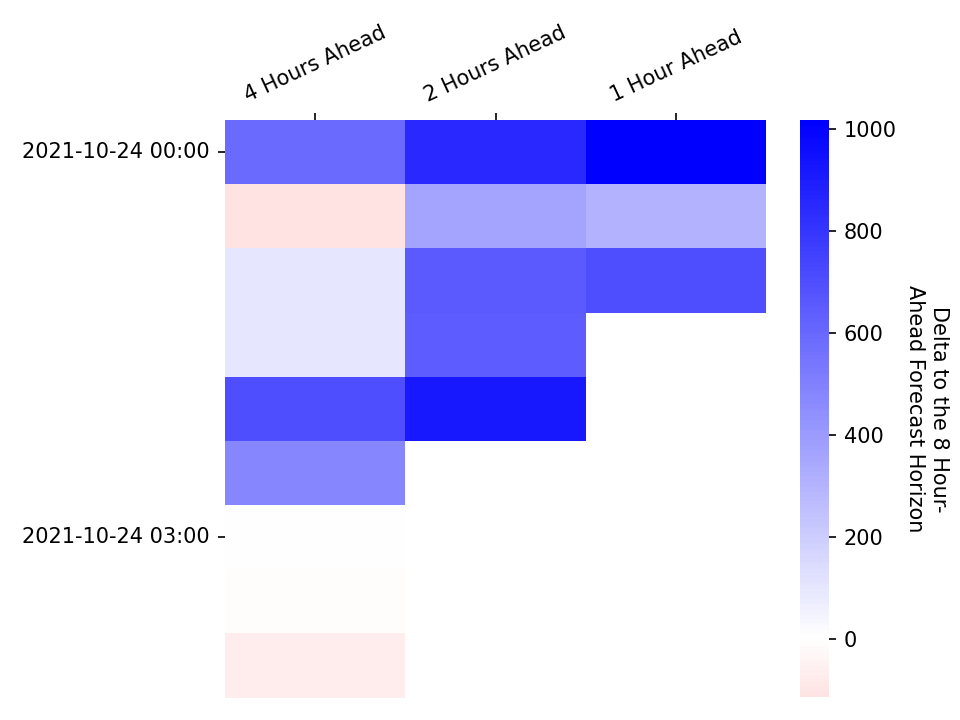 4 Hours Ahead
2 Hours Ahead
1 Hour Ahead
2021-10-24 00:00
2021-10-24 03:00
1000
800
600
400
200
0
Delta to the 8 Hour-
Ahead Forecast Horizon